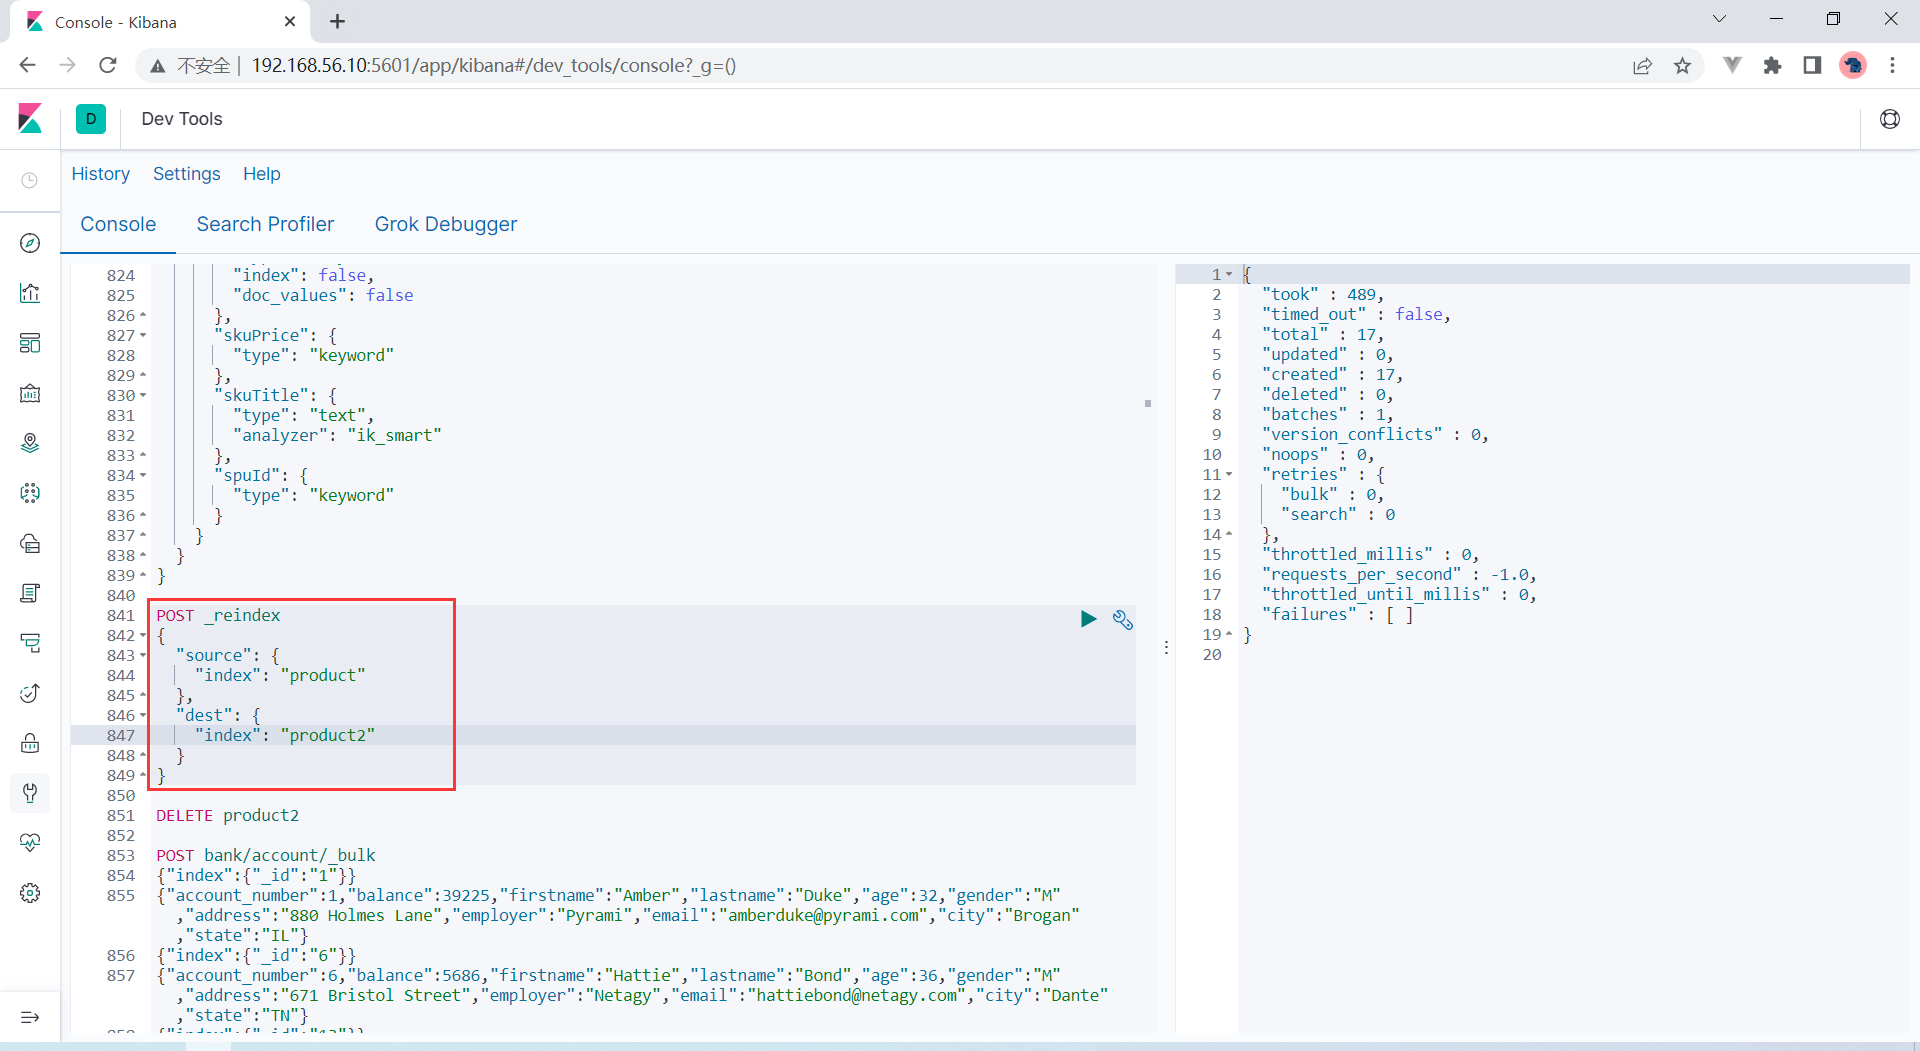 Console - Kibana
不安全 192.168.56.10:5601/app/kibana#/dev_tools/console?_g=()
D Dev Tools
History Settings Help
Console Search Profiler Grok Debugger
824 "index": false,
825 "doc_values": false
826 },
827 "skuPrice": {
828 "type": "keyword"
829 },
830 "skuTitle": {
831 "type": "text",
832 "analyzer": "ik_smart"
833 },
834 "spuId": {
835 "type": "keyword"
836 }
837 }
838 }
839 }
840
841 POST _reindex
842 {
843 "source": {
844 "index": "product"
845 },
846 "dest": {
847 "index": "product2"
848 }
849 }
850
851 DELETE product2
852
853 POST bank/account/_bulk
854 {"index":{"_id":"1"}}
855 {"account_number":1,"balance":39225,"firstname":"Amber","lastname":"Duke","age":32,"gender":"M"
,"address":"880 Holmes Lane","employer":"Pyrami","email":"amberduke@pyrami.com","city":"Brogan"
,"state":"IL"}
856 {"index":{"_id":"6"}}
857 {"account_number":6,"balance":5686,"firstname":"Hattie","lastname":"Bond","age":36,"gender":"M"
,"address":"671 Bristol Street","employer":"Netagy","email":"hattiebond@netagy.com","city":"Dante"
,"state":"TN"}
1 {
2 "took" : 489,
3 "timed_out" : false,
4 "total" : 17,
5 "updated" : 0,
6 "created" : 17,
7 "deleted" : 0,
8 "batches" : 1,
9 "version_conflicts" : 0,
10 "noops" : 0,
11 "retries" : {
12 "bulk" : 0,
13 "search" : 0
14 },
15 "throttled_millis" : 0,
16 "requests_per_second" : -1.0,
17 "throttled_until_millis" : 0,
18 "failures" : [ ]
19 }
20